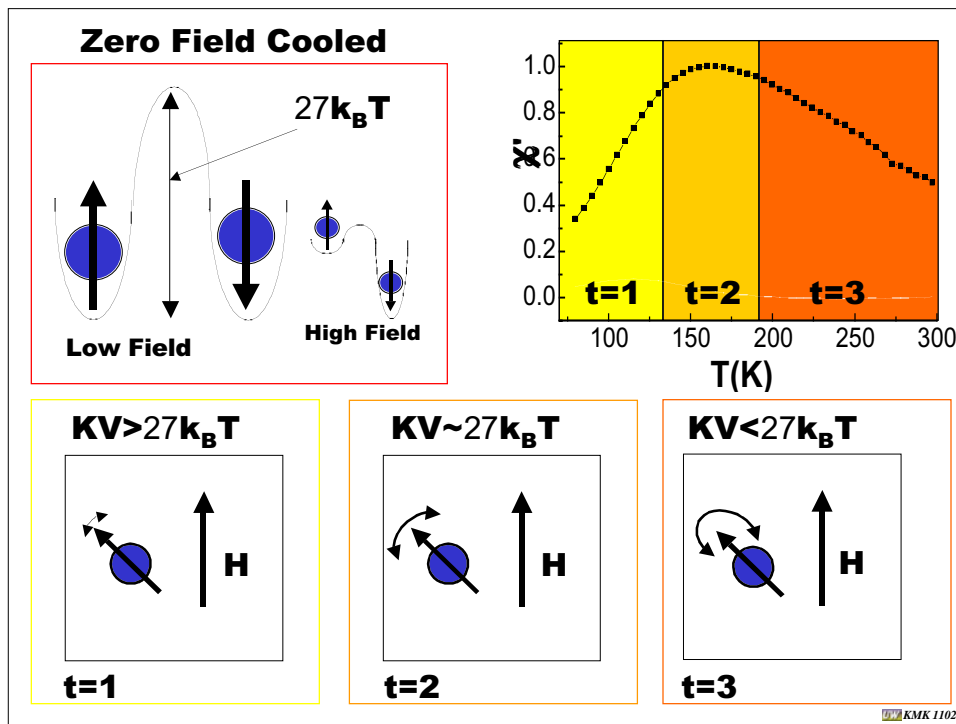 Zero Field Cooled
27kBT
Low Field
High Field
χ'
1.0
0.8
0.6
0.4
0.2
0.0
t=1 t=2 t=3
100 150 200 250 300
T(K)
KV>27kBT
H
t=1
KV~27kBT
H
t=2
KV<27kBT
H
t=3
UW KMK 1102